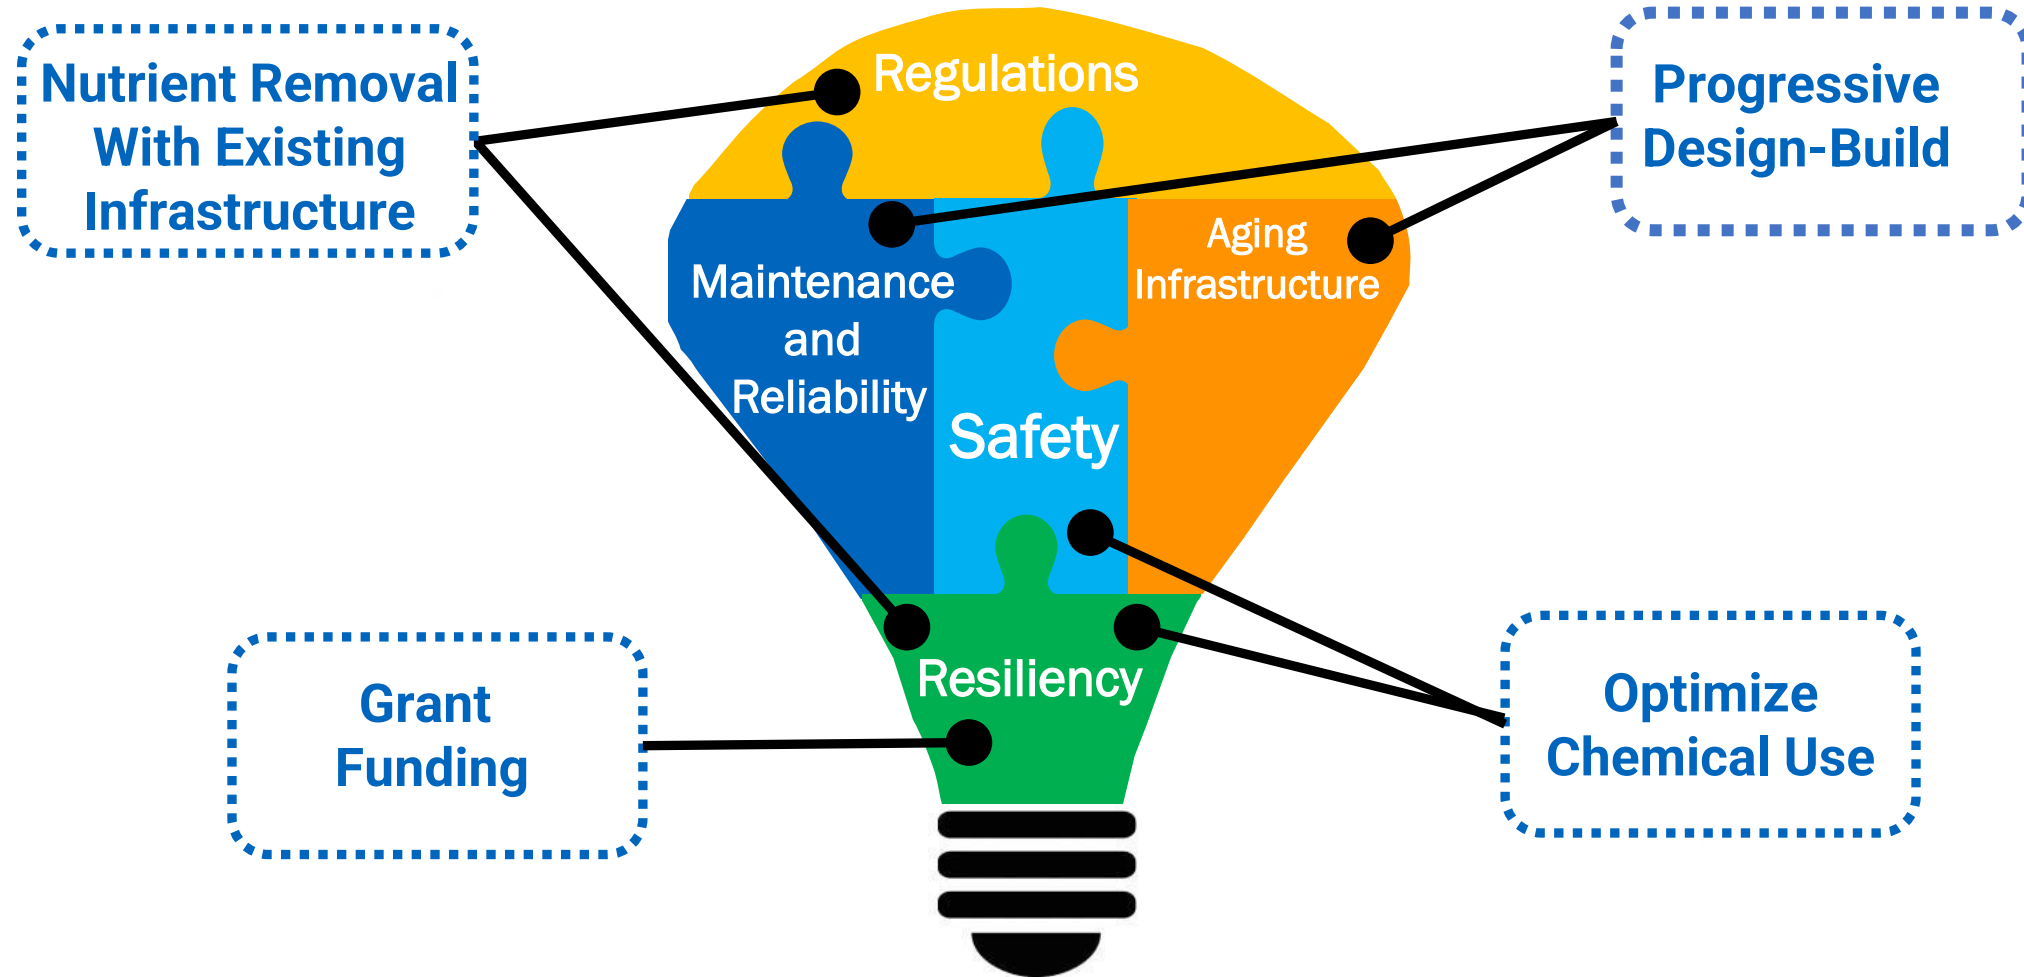 Nutrient Removal
With Existing
Infrastructure
Regulations
Progressive
Design-Build
Maintenance
and
Reliability
Aging
Infrastructure
Safety
Resiliency
Grant
Funding
Optimize
Chemical Use